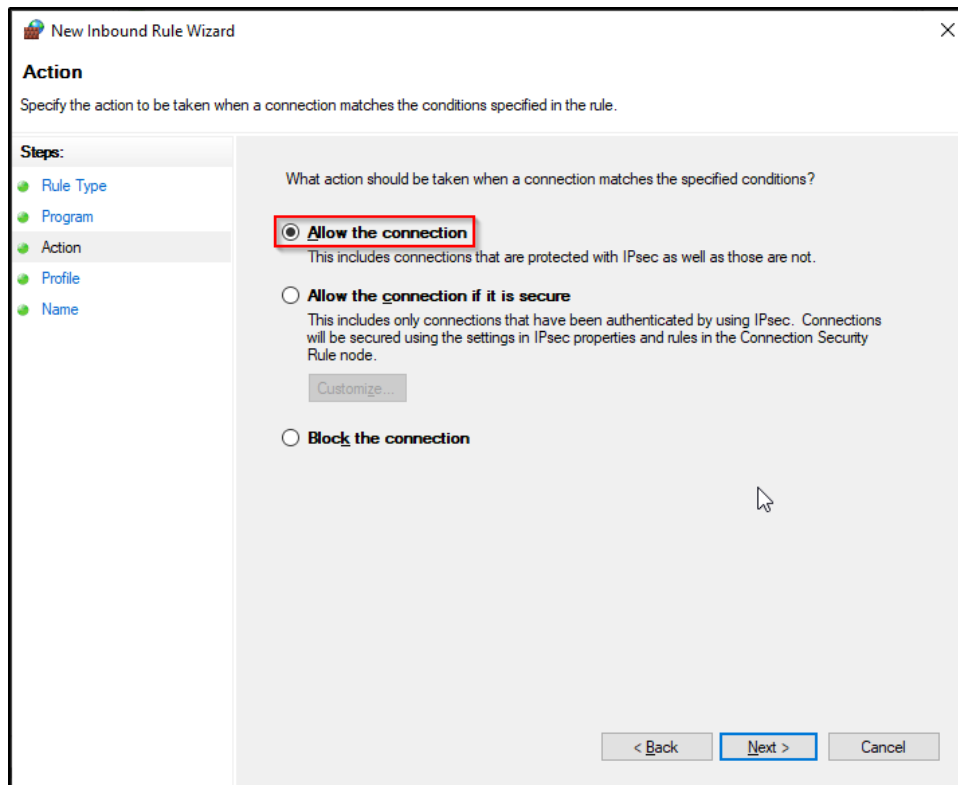 New Inbound Rule Wizard
Action
Specify the action to be taken when a connection matches the conditions specified in the rule.
Steps:
Rule Type
Program
Action
Profile
Name
What action should be taken when a connection matches the specified conditions?
Allow the connection
This includes connections that are protected with IPsec as well as those are not.
Allow the connection if it is secure
This includes only connections that have been authenticated by using IPsec. Connections
will be secured using the settings in IPsec properties and rules in the Connection Security
Rule node.
Customize...
Block the connection
< Back
Next >
Cancel